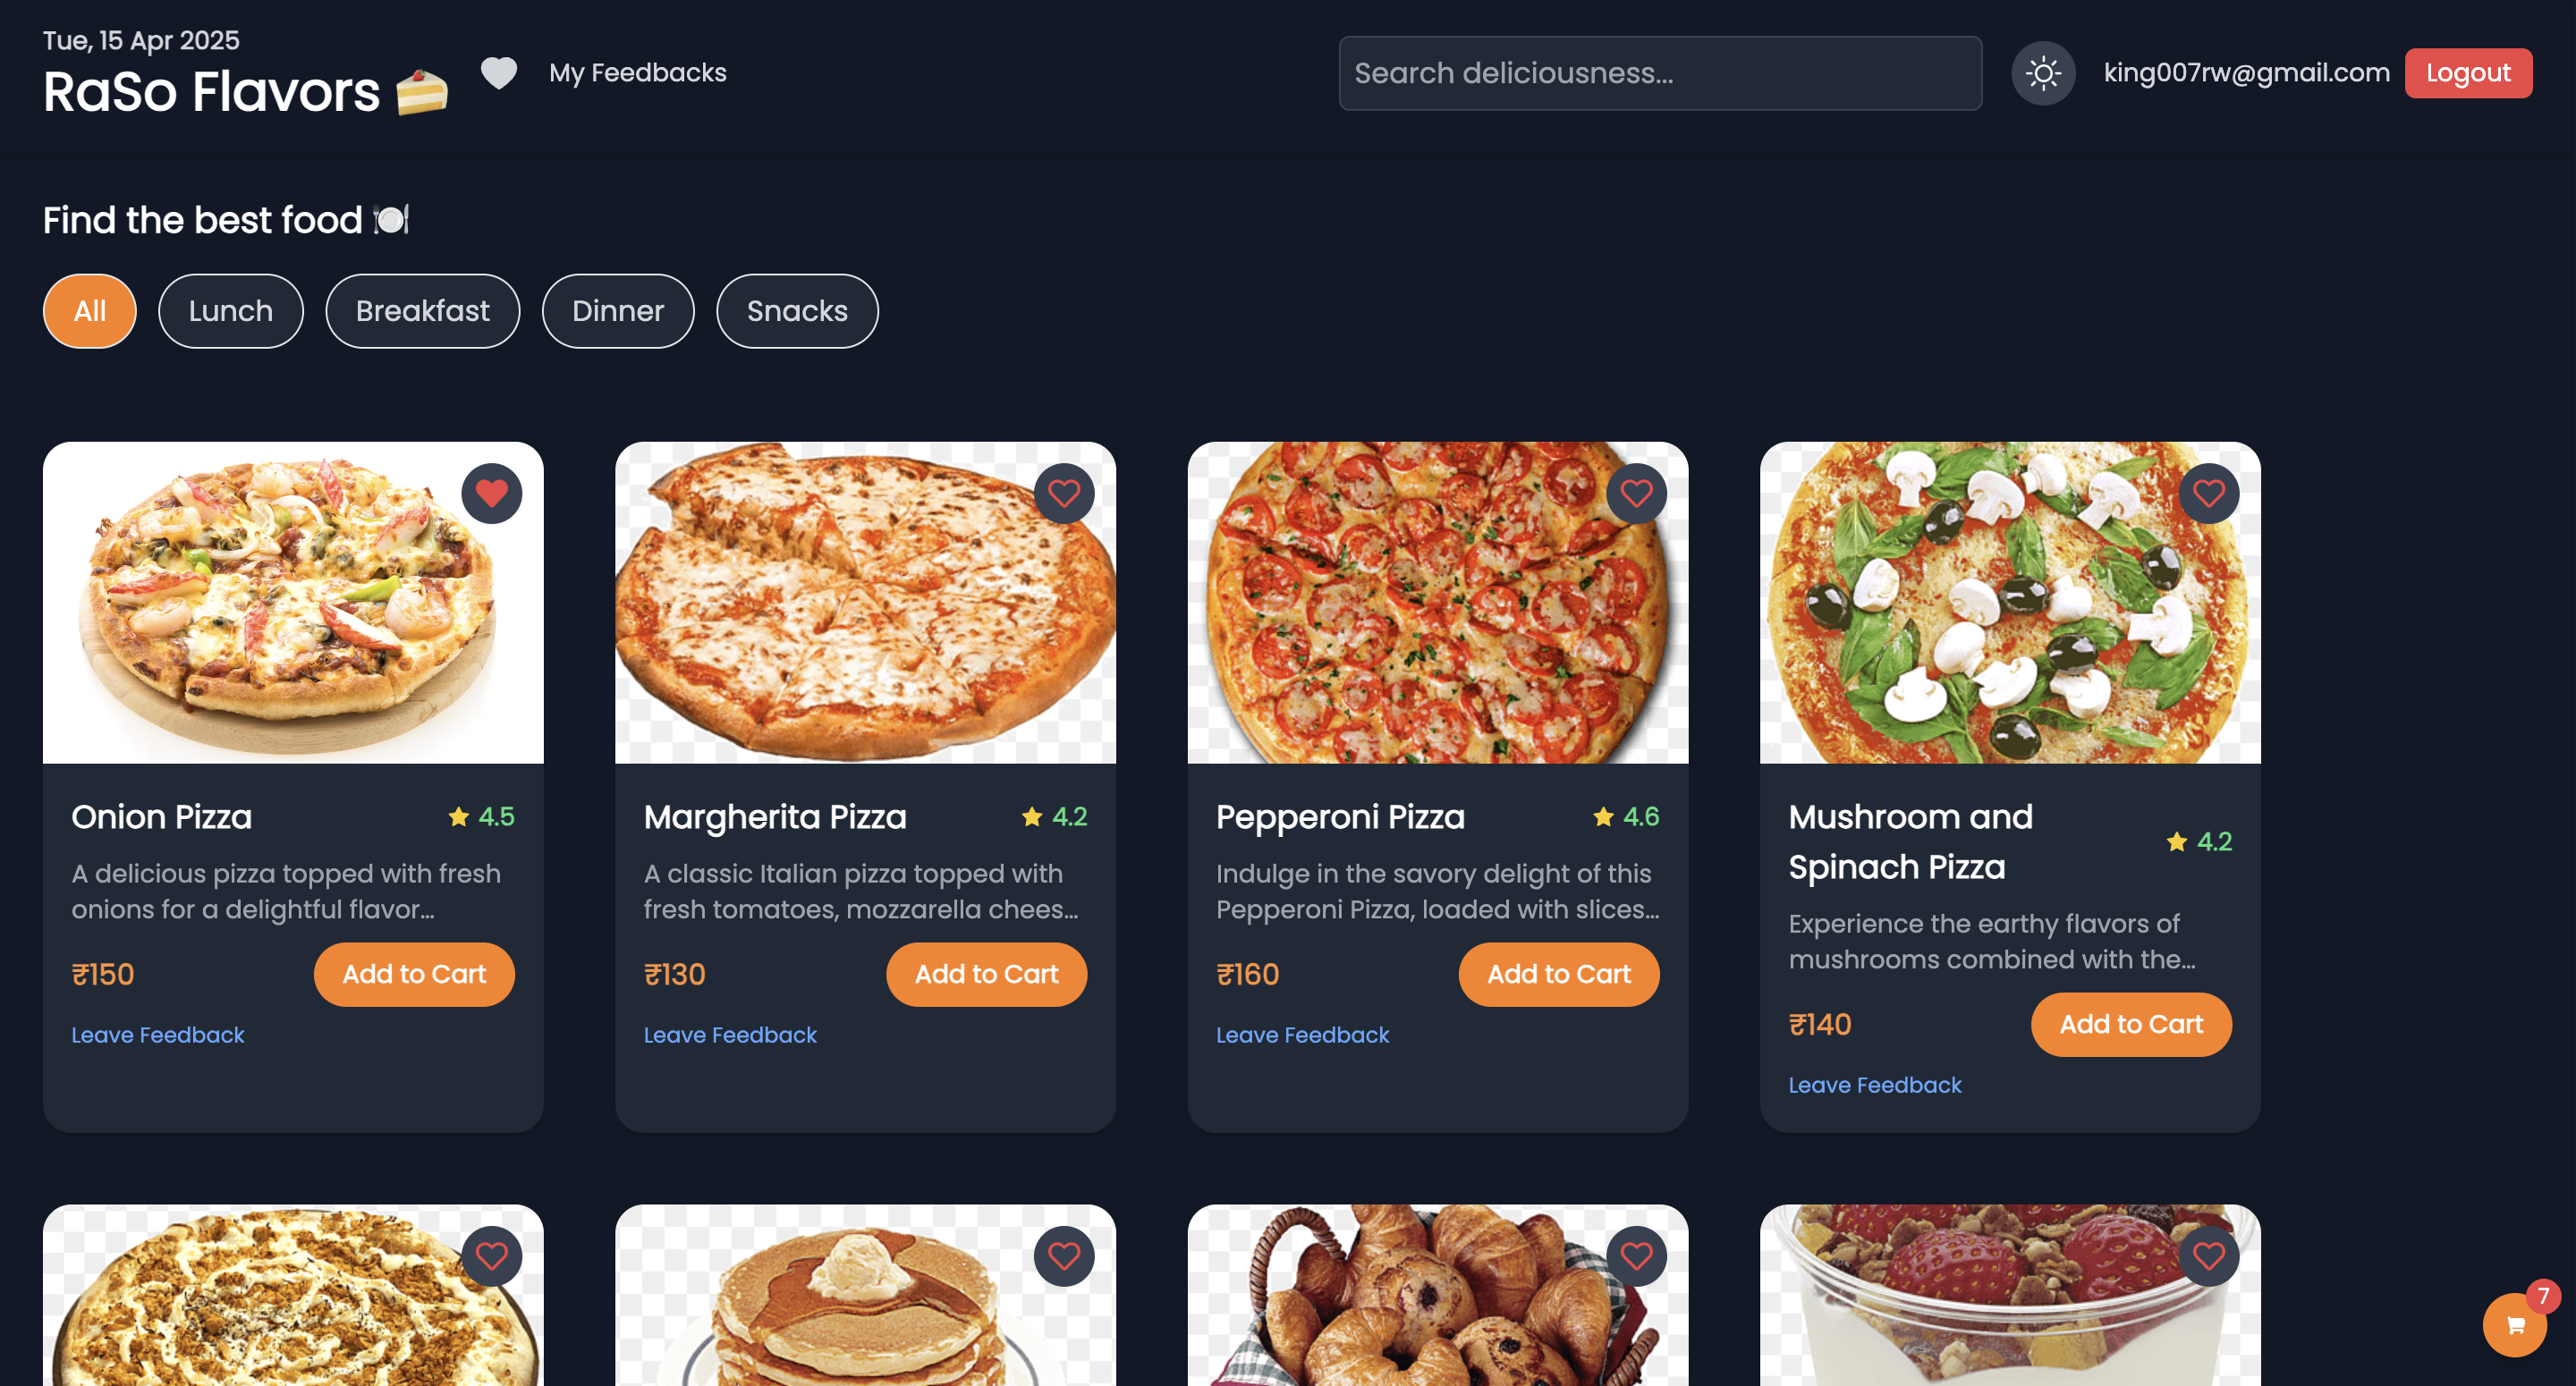 Tue, 15 Apr 2025
RaSo Flavors 🍰
My Feedbacks
Search deliciousness...
king007rw@gmail.com
Logout
Find the best food 🍽️
All
Lunch
Breakfast
Dinner
Snacks
Onion Pizza
4.5
A delicious pizza topped with fresh
onions for a delightful flavor...
₹150
Add to Cart
Leave Feedback
Margherita Pizza
4.2
A classic Italian pizza topped with
fresh tomatoes, mozzarella chees...
₹130
Add to Cart
Leave Feedback
Pepperoni Pizza
4.6
Indulge in the savory delight of this
Pepperoni Pizza, loaded with slices...
₹160
Add to Cart
Leave Feedback
Mushroom and
Spinach Pizza
4.2
Experience the earthy flavors of
mushrooms combined with the...
₹140
Add to Cart
Leave Feedback
7